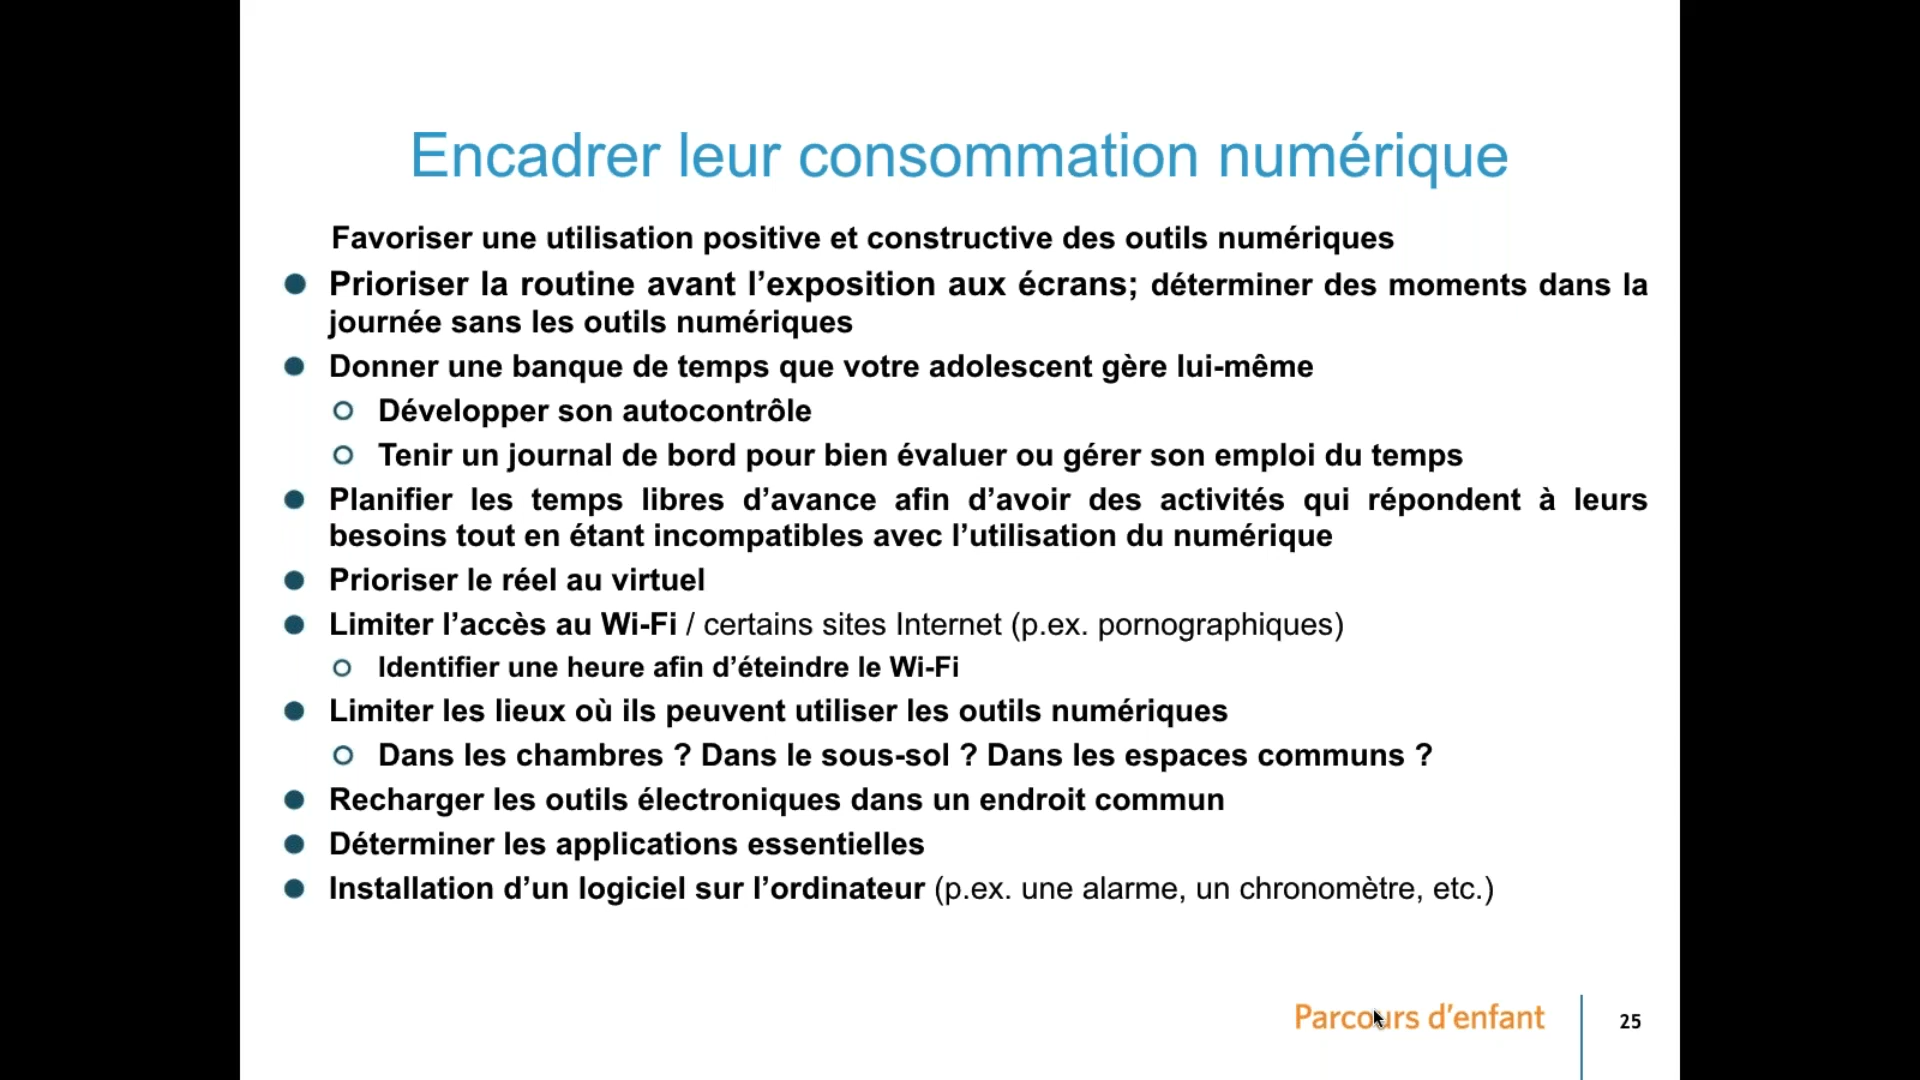 Encadrer leur consommation numérique
Favoriser une utilisation positive et constructive des outils numériques
Prioriser la routine avant l’exposition aux écrans; déterminer des moments dans la
journée sans les outils numériques
Donner une banque de temps que votre adolescent gère lui-même
Développer son autocontrôle
Tenir un journal de bord pour bien évaluer ou gérer son emploi du temps
Planifier les temps libres d’avance afin d’avoir des activités qui répondent à leurs
besoins tout en étant incompatibles avec l’utilisation du numérique
Prioriser le réel au virtuel
Limiter l’accès au Wi-Fi / certains sites Internet (p.ex. pornographiques)
Identifier une heure afin d’éteindre le Wi-Fi
Limiter les lieux où ils peuvent utiliser les outils numériques
Dans les chambres ? Dans le sous-sol ? Dans les espaces communs ?
Recharger les outils électroniques dans un endroit commun
Déterminer les applications essentielles
Installation d’un logiciel sur l’ordinateur (p.ex. une alarme, un chronomètre, etc.)
Parcours d’enfant
25